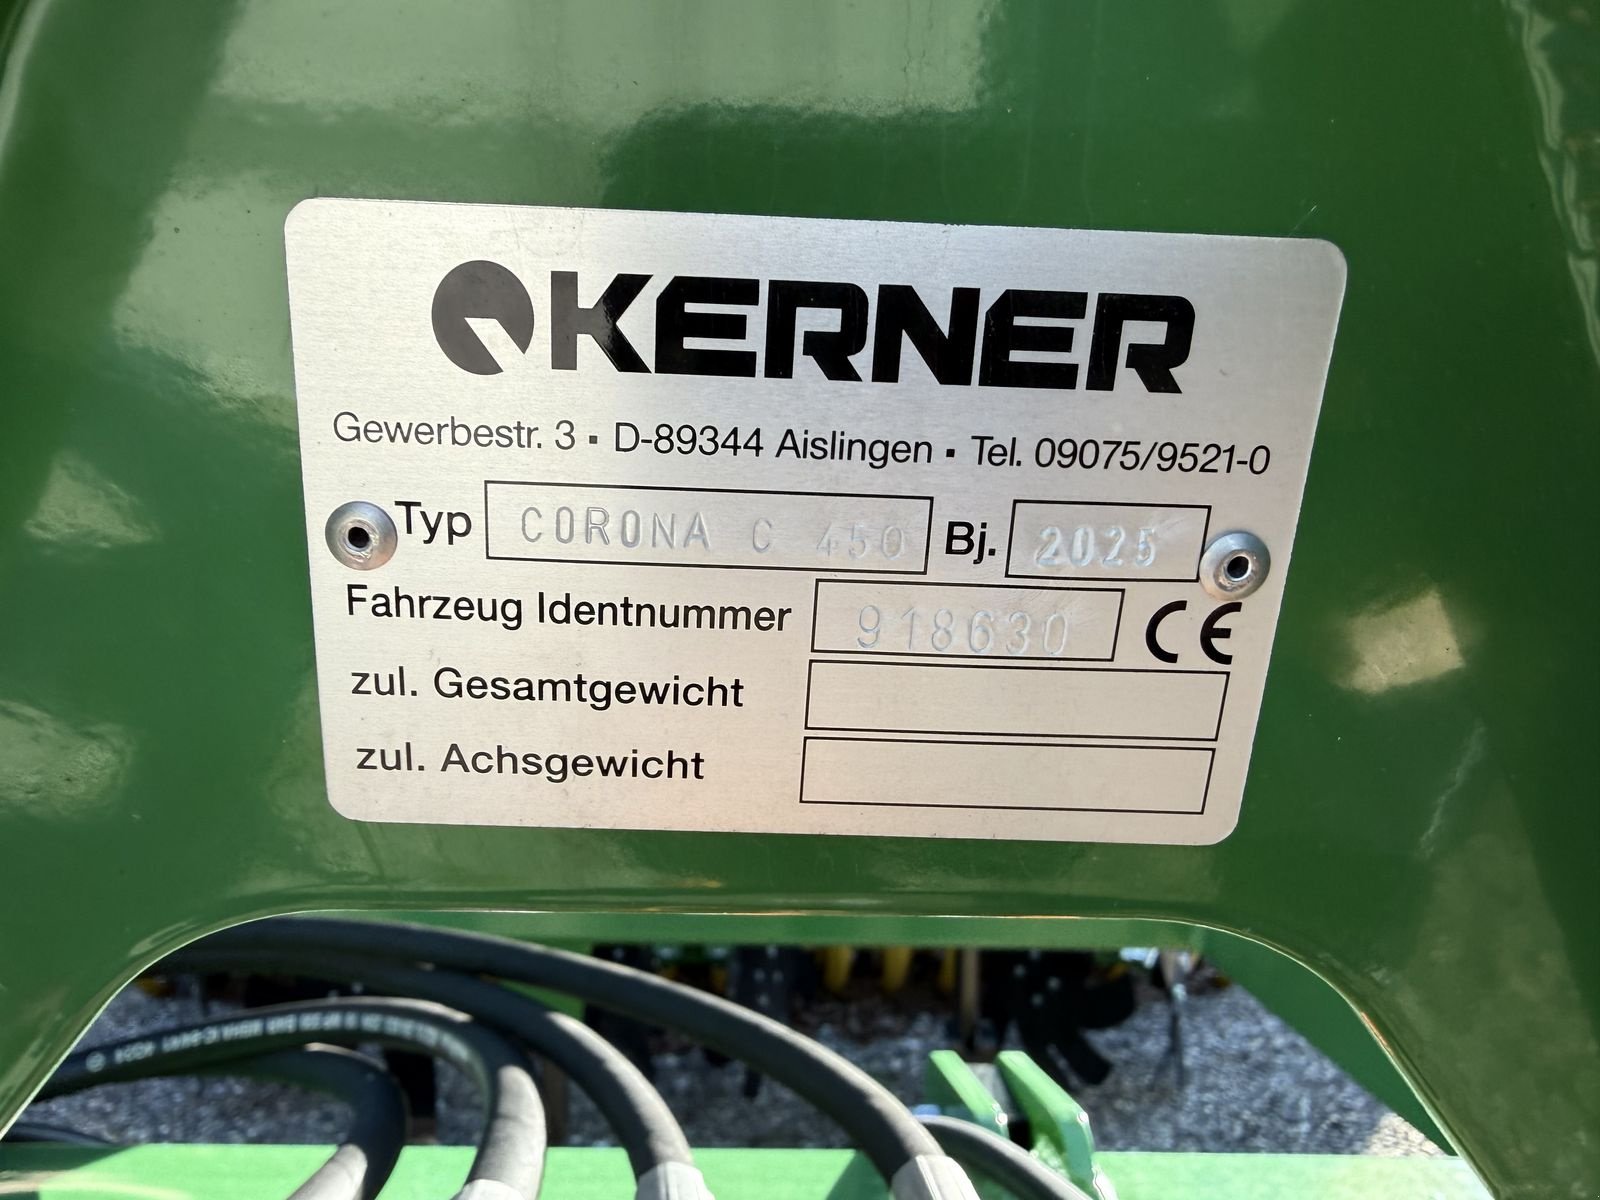 KERNER
Gewerbestr. 3 ▪ D-89344 Aislingen ▪ Tel. 09075/9521-0
Typ CORONA C 450 Bj. 2025
Fahrzeug Identnummer 918630 CE
zul. Gesamtgewicht
zul. Achsgewicht